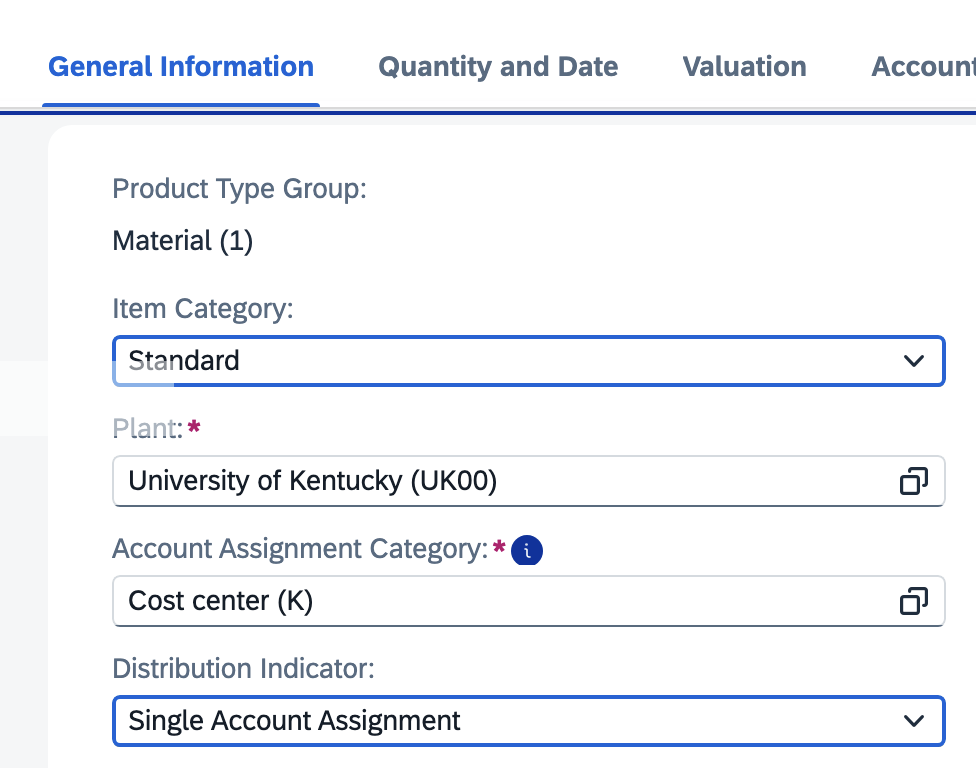 General Information Quantity and Date Valuation Account
Product Type Group:
Material (1)
Item Category:
Standard
Plant:*
University of Kentucky (UK00)
Account Assignment Category:* i
Cost center (K)
Distribution Indicator:
Single Account Assignment